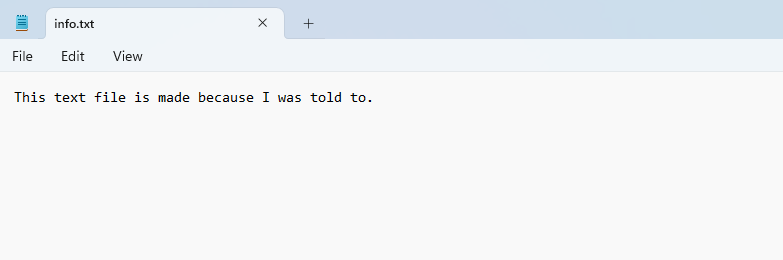 info.txt
File Edit View
This text file is made because I was told to.